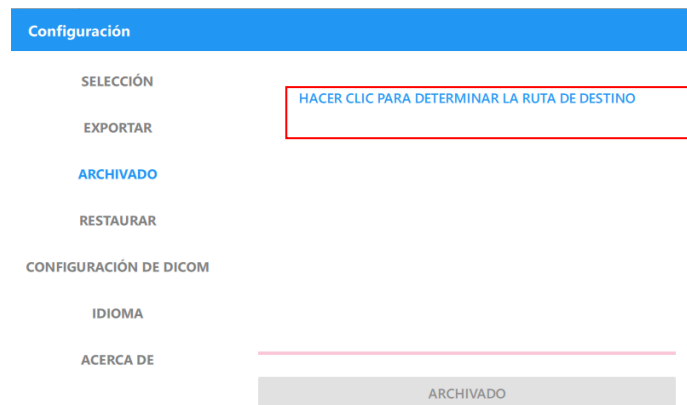 Configuración
SELECCIÓN
HACER CLIC PARA DETERMINAR LA RUTA DE DESTINO
EXPORTAR
ARCHIVADO
RESTAURAR
CONFIGURACIÓN DE DICOM
IDIOMA
ACERCA DE
ARCHIVADO